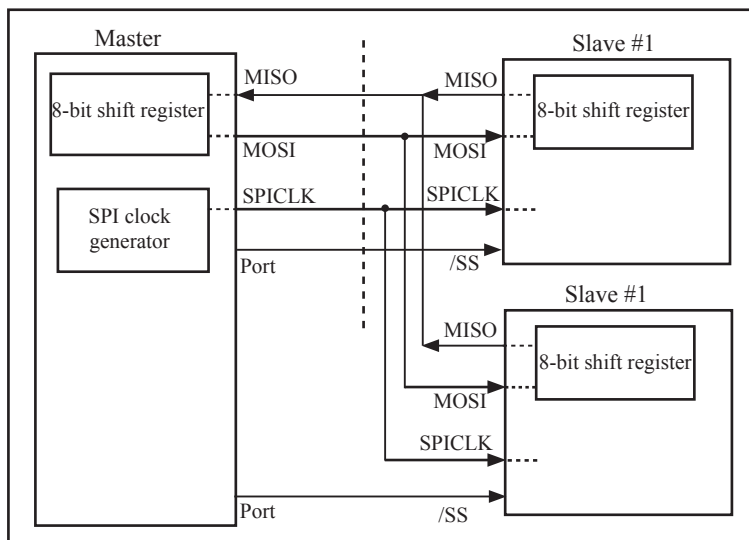 Master
Slave #1
MISO
MISO
8-bit shift register
8-bit shift register
MOSI
MOSI
SPICLK
SPICLK
SPI clock
generator
Port
/SS
Slave #1
MISO
8-bit shift register
MOSI
SPICLK
Port
/SS